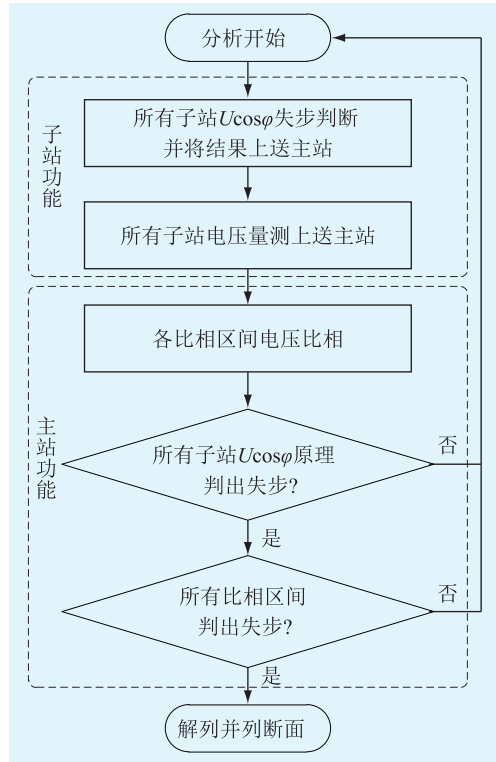 分析开始
子站功能
所有子站Ucosφ失步判断
并将结果上送主站
所有子站电压量测上送主站
主站功能
各比相区间电压比相
所有子站Ucosφ原理
判出失步?
否
是
所有比相区间
判出失步?
否
是
解列并列断面